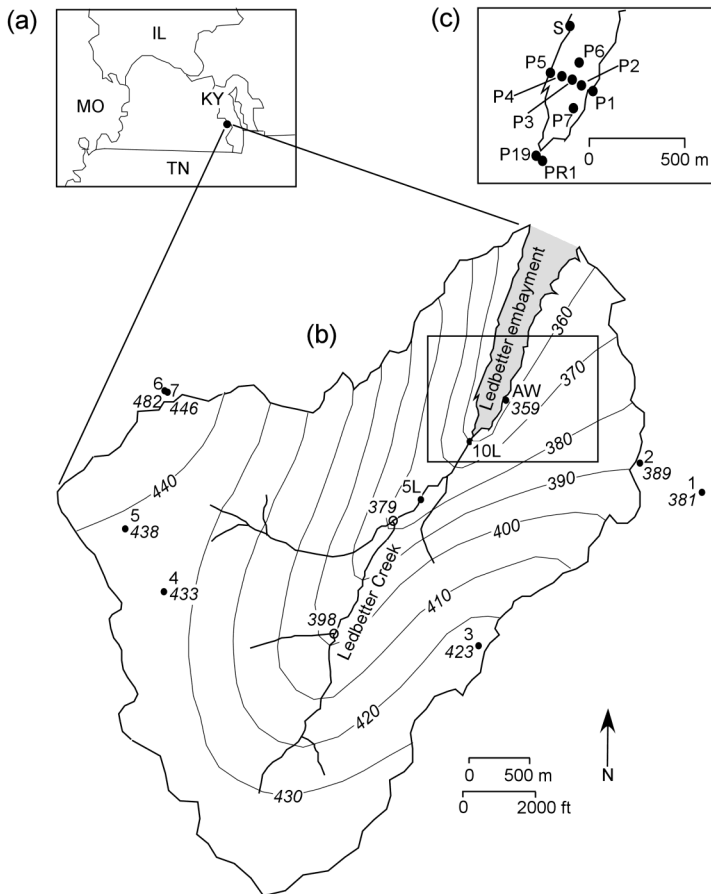 (a)
IL
MO
KY
TN
(c)
S
P5
P6
P2
P4
P3
P7
P1
P19
PR1
0 500 m
(b)
Ledbetter embayment
360
370
380
390
400
410
420
430
440
AW
359
10L
5L
379
398
Ledbetter Creek
6 7
482 446
5
438
4
433
3
423
2
389
1
381
0 500 m
0 2000 ft
N